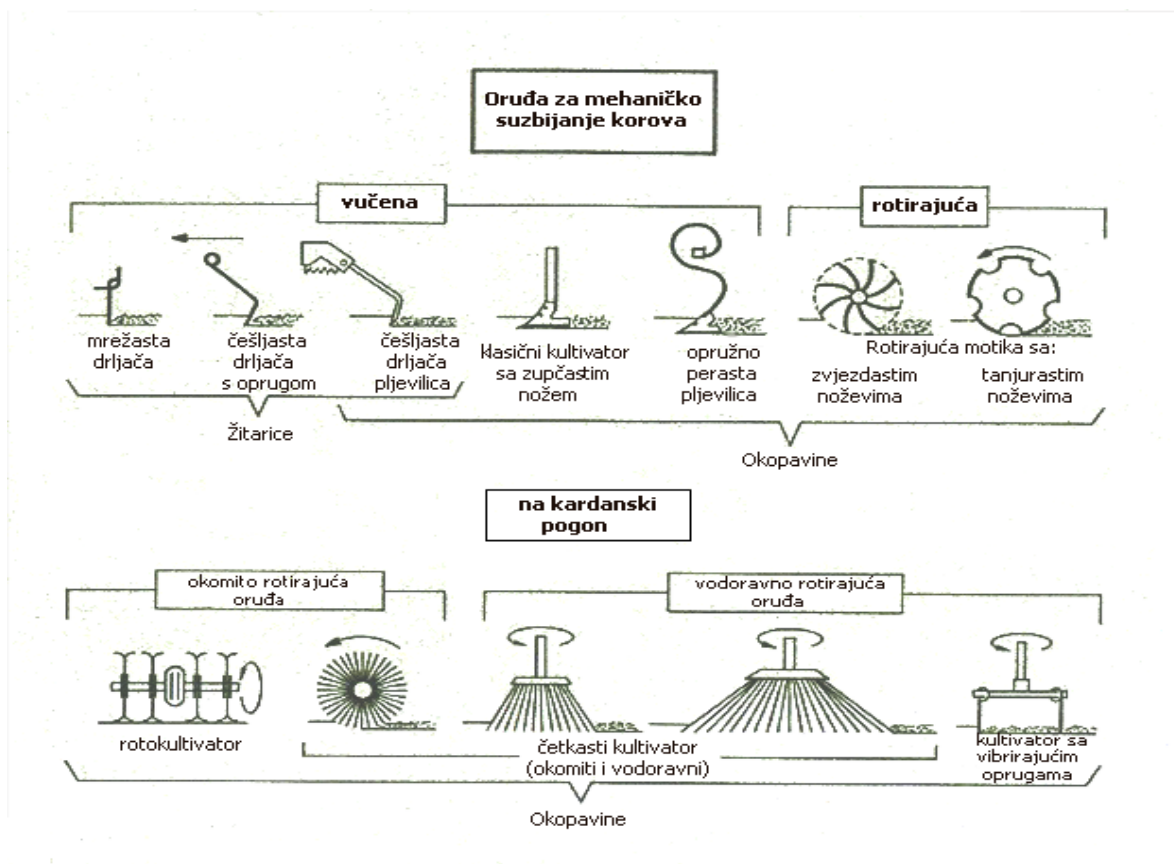 Oruđa za mehaničko
suzbijanje korova
vučena
rotirajuća
mrežasta
drljača
češljasta
drljača
s oprugom
češljasta
drljača
pljevilica
klasični kultivator
sa zupčastim
nožem
opružno
perasta
pljevilica
Rotirajuća motika sa:
zvjezdastim
noževima
tanjurastim
noževima
Žitarice
Okopavine
na kardanski
pogon
okomito rotirajuća
oruđa
vodoravno rotirajuća
oruđa
rotokultivator
četkasti kultivator
(okomiti i vodoravni)
kultivator sa
vibrirajućim
oprugama
Okopavine